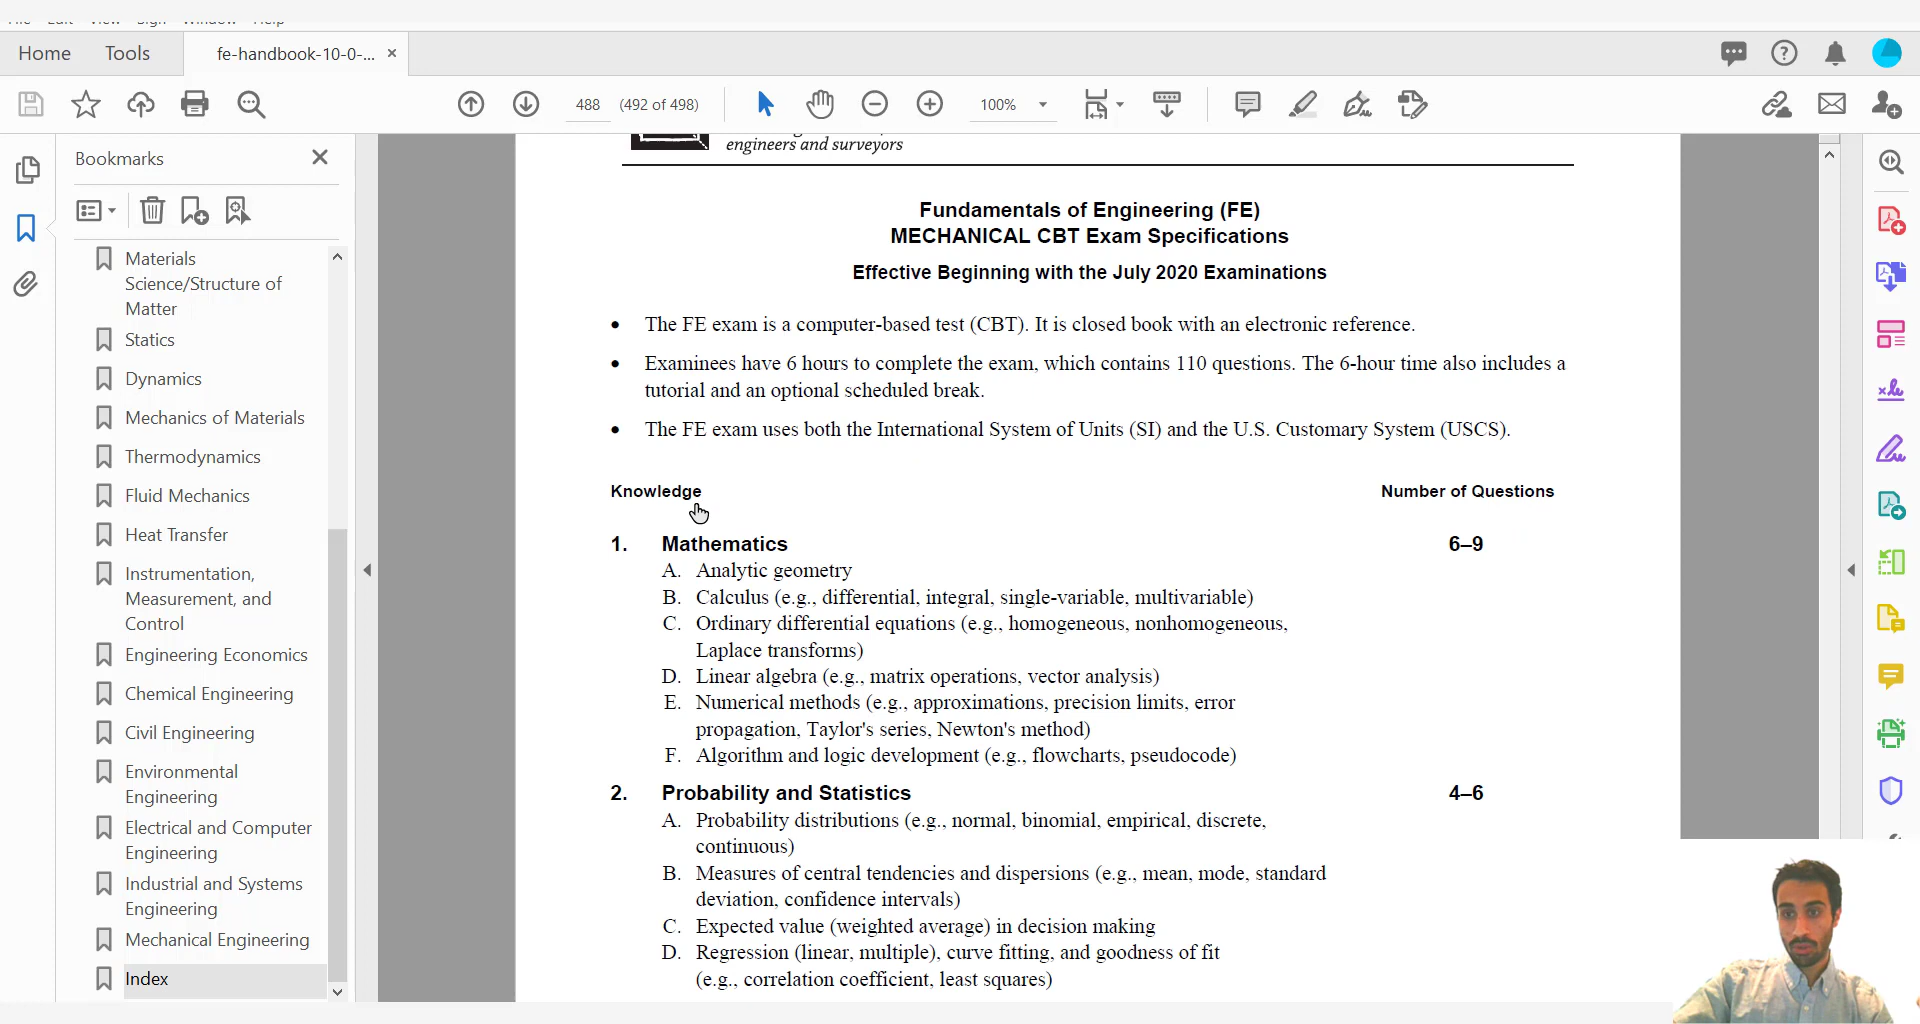 File Edit View Sign Window Help
Home Tools fe-handbook-10-0-... ×
488 (492 of 498) 100%
Bookmarks
Materials
Science/Structure of
Matter
Statics
Dynamics
Mechanics of Materials
Thermodynamics
Fluid Mechanics
Heat Transfer
Instrumentation,
Measurement, and
Control
Engineering Economics
Chemical Engineering
Civil Engineering
Environmental
Engineering
Electrical and Computer
Engineering
Industrial and Systems
Engineering
Mechanical Engineering
Index
engineers and surveyors
Fundamentals of Engineering (FE)
MECHANICAL CBT Exam Specifications
Effective Beginning with the July 2020 Examinations
• The FE exam is a computer-based test (CBT). It is closed book with an electronic reference.
• Examinees have 6 hours to complete the exam, which contains 110 questions. The 6-hour time also includes a
tutorial and an optional scheduled break.
• The FE exam uses both the International System of Units (SI) and the U.S. Customary System (USCS).
Knowledge Number of Questions
1. Mathematics 6–9
A. Analytic geometry
B. Calculus (e.g., differential, integral, single-variable, multivariable)
C. Ordinary differential equations (e.g., homogeneous, nonhomogeneous,
Laplace transforms)
D. Linear algebra (e.g., matrix operations, vector analysis)
E. Numerical methods (e.g., approximations, precision limits, error
propagation, Taylor's series, Newton's method)
F. Algorithm and logic development (e.g., flowcharts, pseudocode)
2. Probability and Statistics 4–6
A. Probability distributions (e.g., normal, binomial, empirical, discrete,
continuous)
B. Measures of central tendencies and dispersions (e.g., mean, mode, standard
deviation, confidence intervals)
C. Expected value (weighted average) in decision making
D. Regression (linear, multiple), curve fitting, and goodness of fit
(e.g., correlation coefficient, least squares)